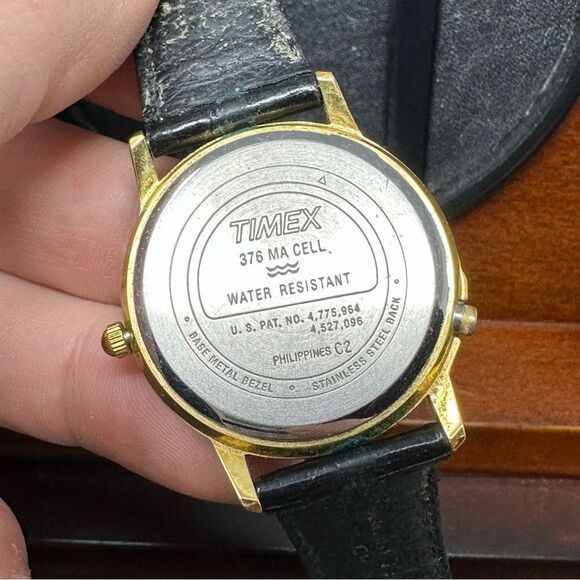 TIMEX
376 MA CELL
WATER RESISTANT
U.S. PAT. NO. 4,775,964
4,527,096
PHILIPPINES C2
BASE METAL BEZEL
STAINLESS STEEL BACK